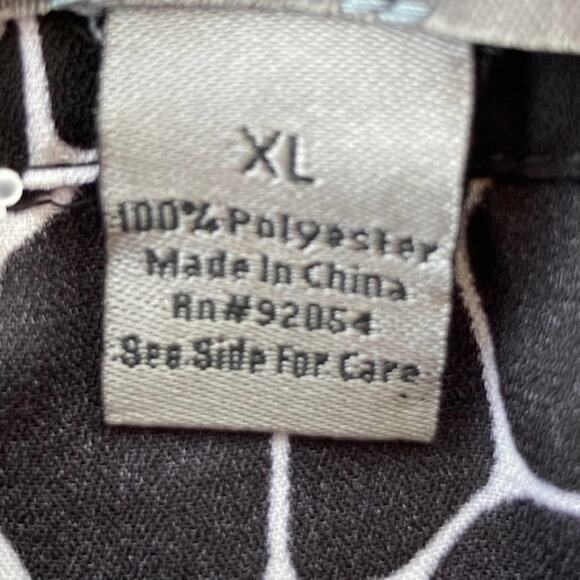 XL
100% Polyester
Made In China
Rn#92054
See Side For Care